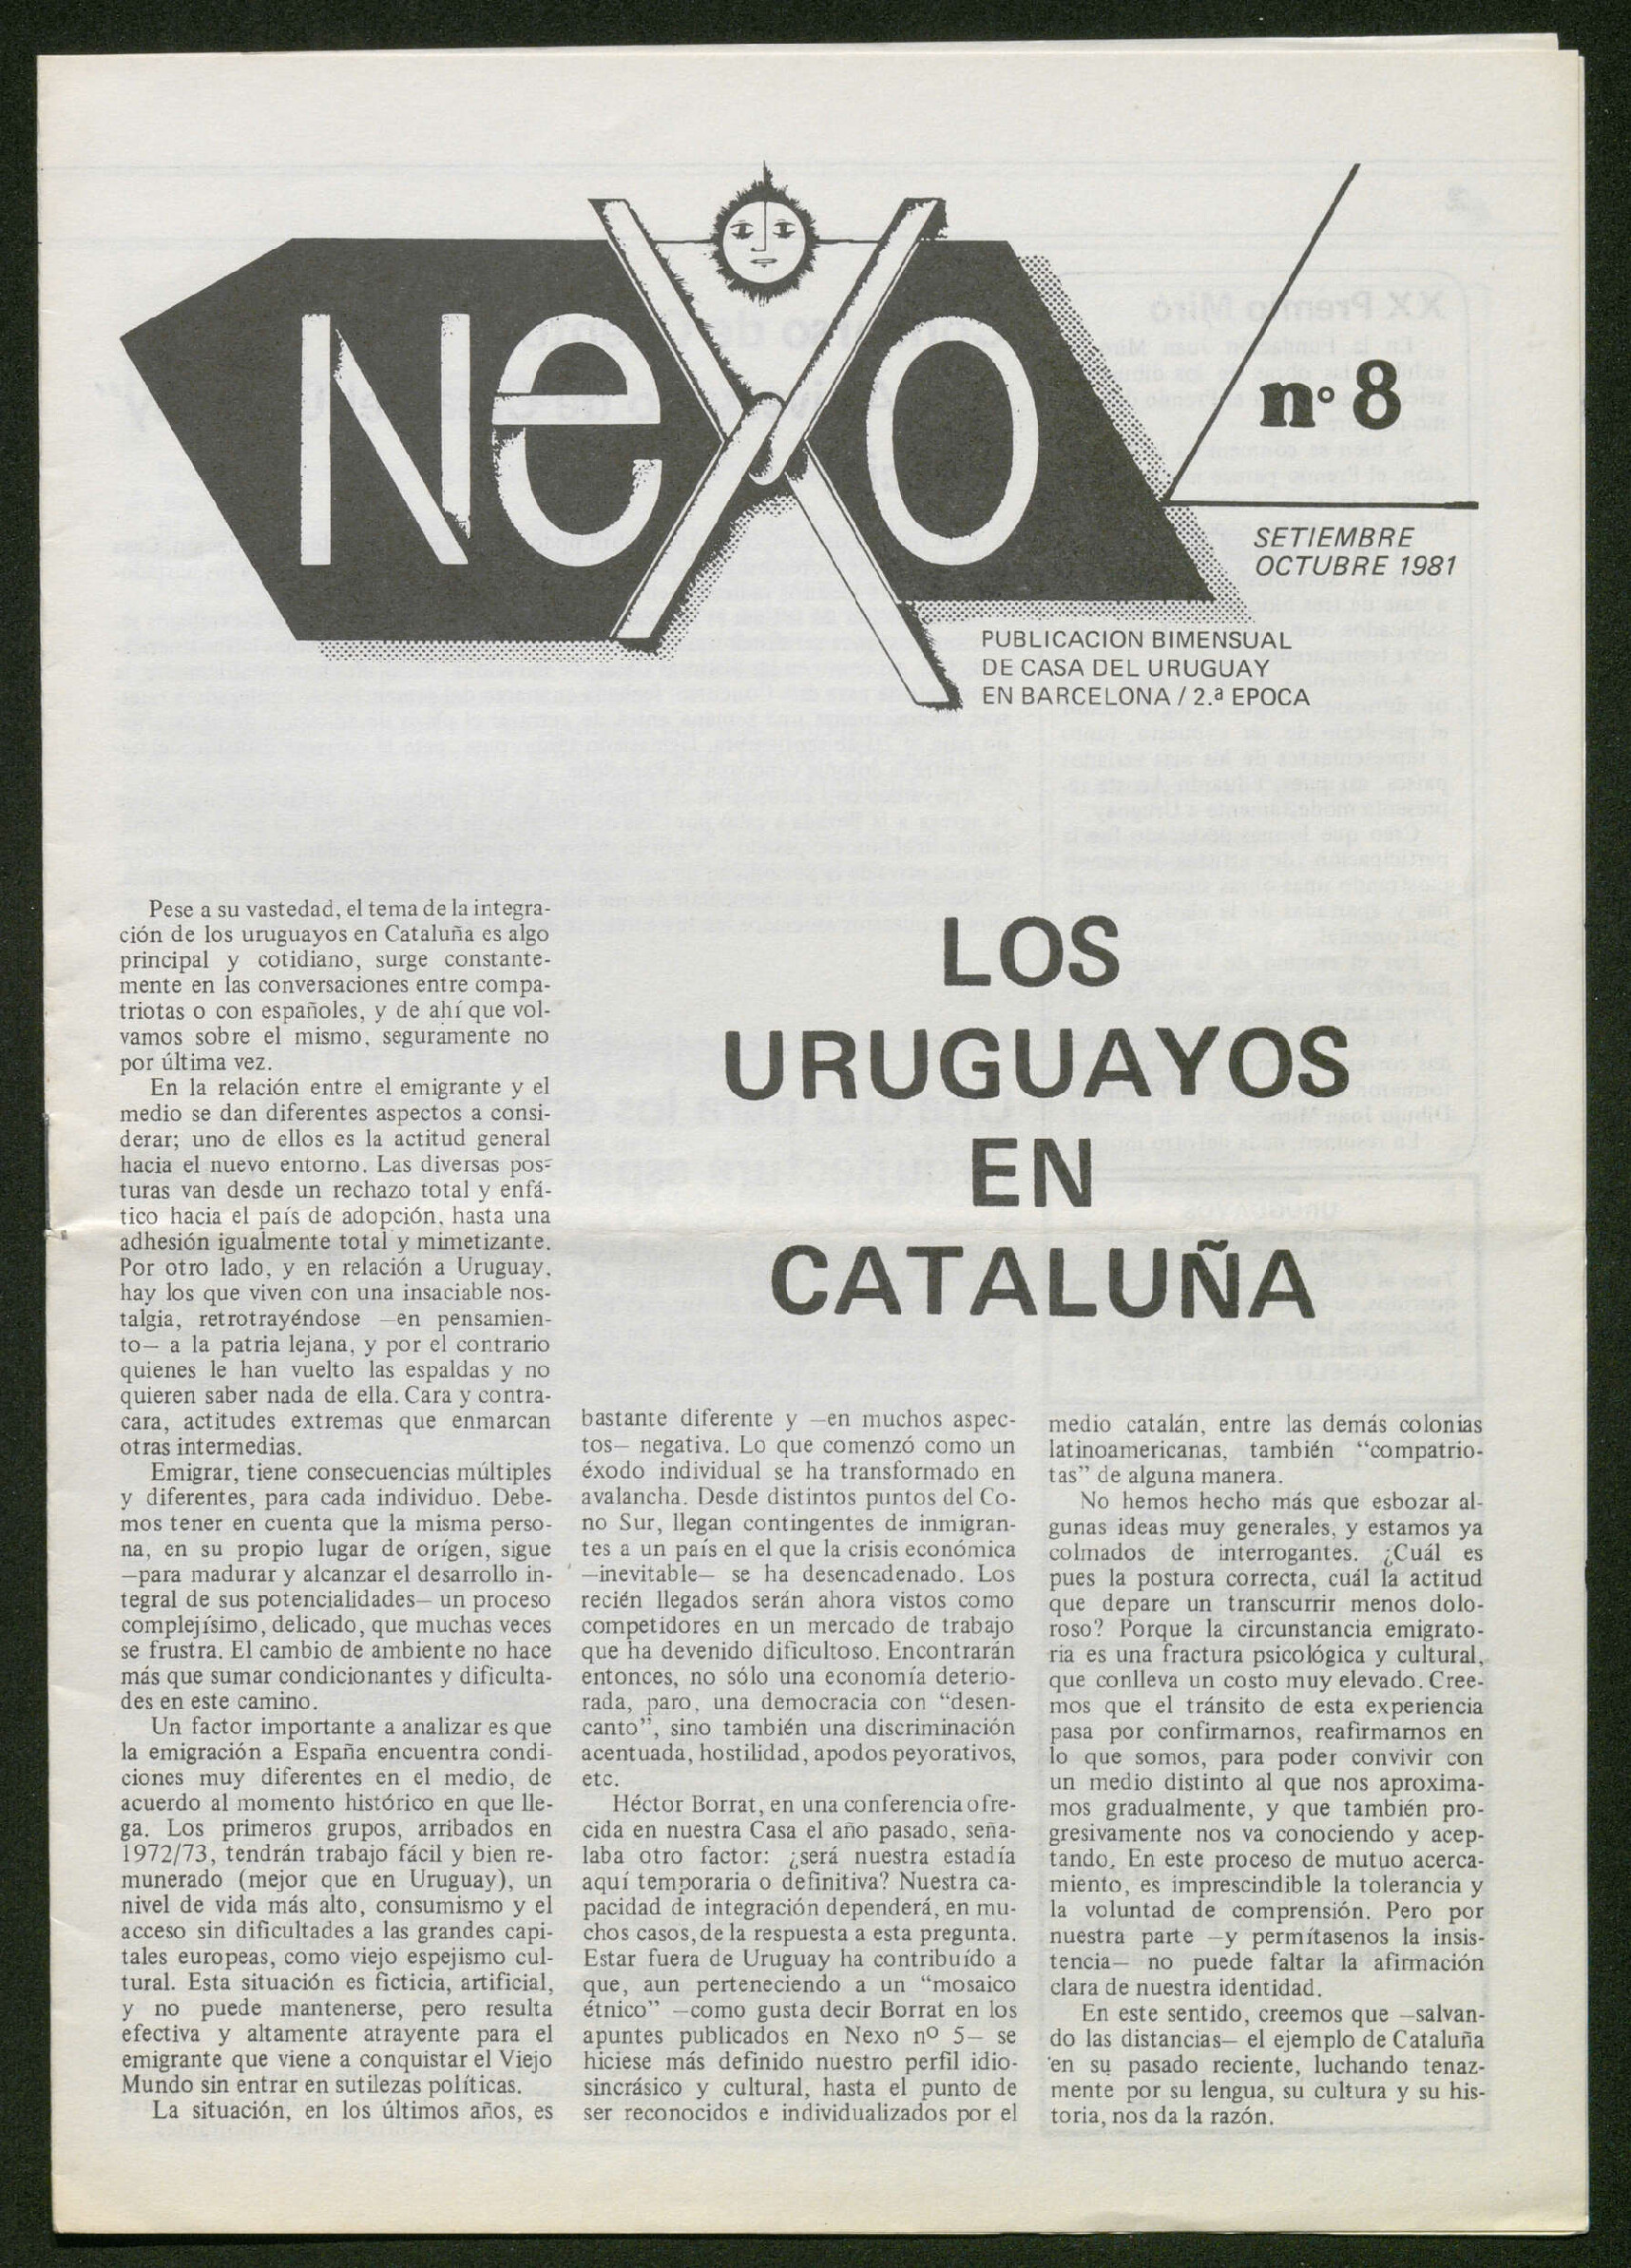 NeXo
nº 8
SETIEMBRE
OCTUBRE 1981
PUBLICACION BIMENSUAL
DE CASA DEL URUGUAY
EN BARCELONA / 2.ª EPOCA
LOS
URUGUAYOS
EN
CATALUÑA
Pese a su vastedad, el tema de la integra-
ción de los uruguayos en Cataluña es algo
principal y cotidiano, surge constante-
mente en las conversaciones entre compa-
triotas o con españoles, y de ahí que vol-
vamos sobre el mismo, seguramente no
por última vez.
En la relación entre el emigrante y el
medio se dan diferentes aspectos a consi-
derar; uno de ellos es la actitud general
hacia el nuevo entorno. Las diversas pos-
turas van desde un rechazo total y enfá-
tico hacia el país de adopción, hasta una
adhesión igualmente total y mimetizante.
Por otro lado, y en relación a Uruguay,
hay los que viven con una insaciable nos-
talgia, retrotrayéndose —en pensamien-
to— a la patria lejana, y por el contrario
quienes le han vuelto las espaldas y no
quieren saber nada de ella. Cara y contra-
cara, actitudes extremas que enmarcan
otras intermedias.
Emigrar, tiene consecuencias múltiples
y diferentes, para cada individuo. Debe-
mos tener en cuenta que la misma perso-
na, en su propio lugar de orígen, sigue
—para madurar y alcanzar el desarrollo in-
tegral de sus potencialidades— un proceso
complejísimo, delicado, que muchas veces
se frustra. El cambio de ambiente no hace
más que sumar condicionantes y dificulta-
des en este camino.
Un factor importante a analizar es que
la emigración a España encuentra condi-
ciones muy diferentes en el medio, de
acuerdo al momento histórico en que lle-
ga. Los primeros grupos, arribados en
1972/73, tendrán trabajo fácil y bien re-
munerado (mejor que en Uruguay), un
nivel de vida más alto, consumismo y el
acceso sin dificultades a las grandes capi-
tales europeas, como viejo espejismo cul-
tural. Esta situación es ficticia, artificial,
y no puede mantenerse, pero resulta
efectiva y altamente atrayente para el
emigrante que viene a conquistar el Viejo
Mundo sin entrar en sutilezas políticas.
La situación, en los últimos años, es
bastante diferente y —en muchos aspec-
tos— negativa. Lo que comenzó como un
éxodo individual se ha transformado en
avalancha. Desde distintos puntos del Co-
no Sur, llegan contingentes de inmigran-
tes a un país en el que la crisis económica
—inevitable— se ha desencadenado. Los
recién llegados serán ahora vistos como
competidores en un mercado de trabajo
que ha devenido dificultoso. Encontrarán
entonces, no sólo una economía deterio-
rada, paro, una democracia con “desen-
canto”, sino también una discriminación
acentuada, hostilidad, apodos peyorativos,
etc.
Héctor Borrat, en una conferencia ofre-
cida en nuestra Casa el año pasado, seña-
laba otro factor: ¿será nuestra estadía
aquí temporaria o definitiva? Nuestra ca-
pacidad de integración dependerá, en mu-
chos casos, de la respuesta a esta pregunta.
Estar fuera de Uruguay ha contribuído a
que, aun perteneciendo a un “mosaico
étnico” —como gusta decir Borrat en los
apuntes publicados en Nexo nº 5— se
hiciese más definido nuestro perfil idio-
sincrásico y cultural, hasta el punto de
ser reconocidos e individualizados por el
medio catalán, entre las demás colonias
latinoamericanas, también “compatrio-
tas” de alguna manera.
No hemos hecho más que esbozar al-
gunas ideas muy generales, y estamos ya
colmados de interrogantes. ¿Cuál es
pues la postura correcta, cuál la actitud
que depare un transcurrir menos dolo-
roso? Porque la circunstancia emigrato-
ria es una fractura psicológica y cultural,
que conlleva un costo muy elevado. Cree-
mos que el tránsito de esta experiencia
pasa por confirmarnos, reafirmarnos en
lo que somos, para poder convivir con
un medio distinto al que nos aproxima-
mos gradualmente, y que también pro-
gresivamente nos va conociendo y acep-
tando. En este proceso de mutuo acerca-
miento, es imprescindible la tolerancia y
la voluntad de comprensión. Pero por
nuestra parte —y permítasenos la insis-
tencia— no puede faltar la afirmación
clara de nuestra identidad.
En este sentido, creemos que —salvan-
do las distancias— el ejemplo de Cataluña
en su pasado reciente, luchando tenaz-
mente por su lengua, su cultura y su his-
toria, nos da la razón.